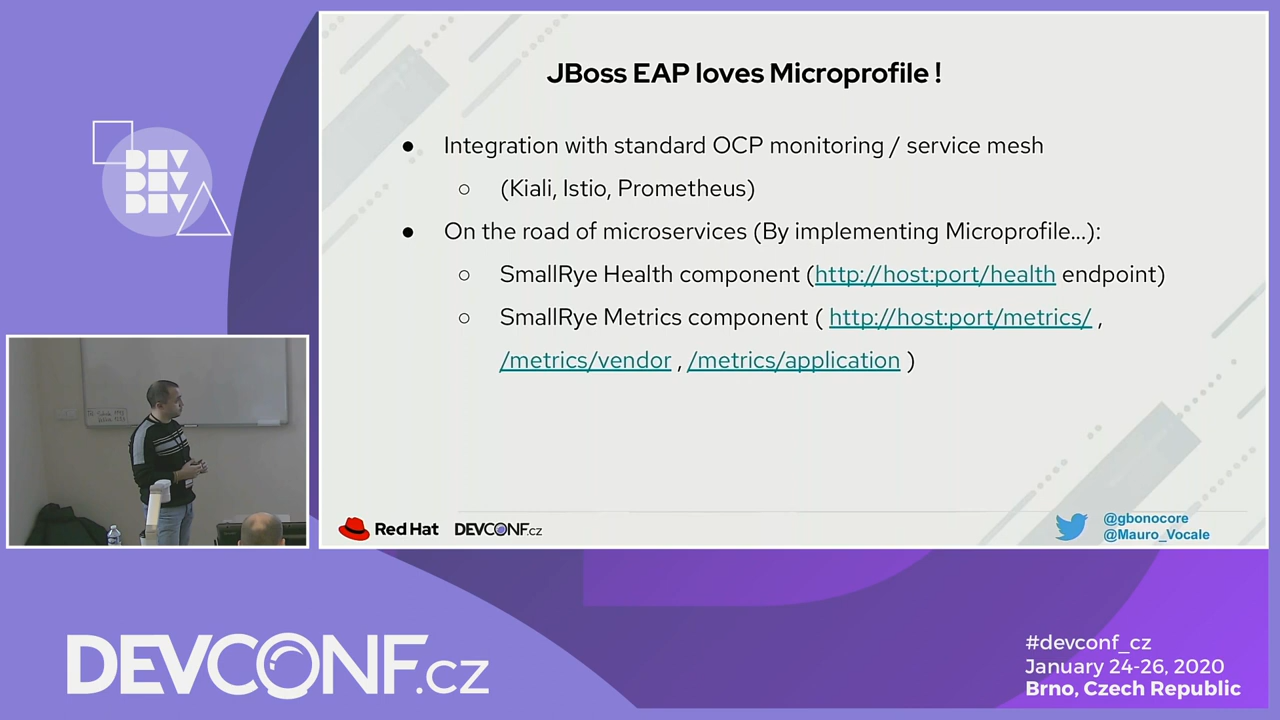 DEV
DEV
DEV
JBoss EAP loves Microprofile !
● Integration with standard OCP monitoring / service mesh
○ (Kiali, Istio, Prometheus)
● On the road of microservices (By implementing Microprofile...):
○ SmallRye Health component (http://host:port/health endpoint)
○ SmallRye Metrics component ( http://host:port/metrics/ ,
/metrics/vendor , /metrics/application )
Red Hat DEVCONF.cz
@gbonocore
@Mauro_Vocale
DEVCONF.cz
#devconf_cz
January 24-26, 2020
Brno, Czech Republic